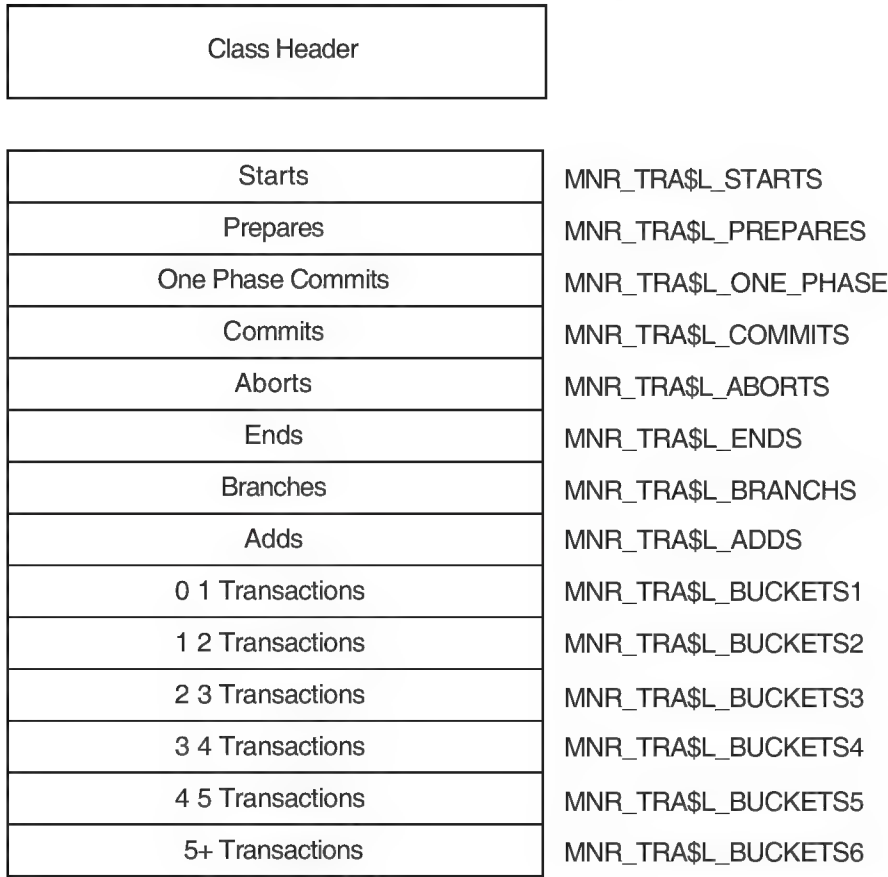 Class Header
Starts MNR_TRA$L_STARTS
Prepares MNR_TRA$L_PREPARES
One Phase Commits MNR_TRA$L_ONE_PHASE
Commits MNR_TRA$L_COMMITS
Aborts MNR_TRA$L_ABORTS
Ends MNR_TRA$L_ENDS
Branches MNR_TRA$L_BRANCHS
Adds MNR_TRA$L_ADDS
0 1 Transactions MNR_TRA$L_BUCKETS1
1 2 Transactions MNR_TRA$L_BUCKETS2
2 3 Transactions MNR_TRA$L_BUCKETS3
3 4 Transactions MNR_TRA$L_BUCKETS4
4 5 Transactions MNR_TRA$L_BUCKETS5
5+ Transactions MNR_TRA$L_BUCKETS6